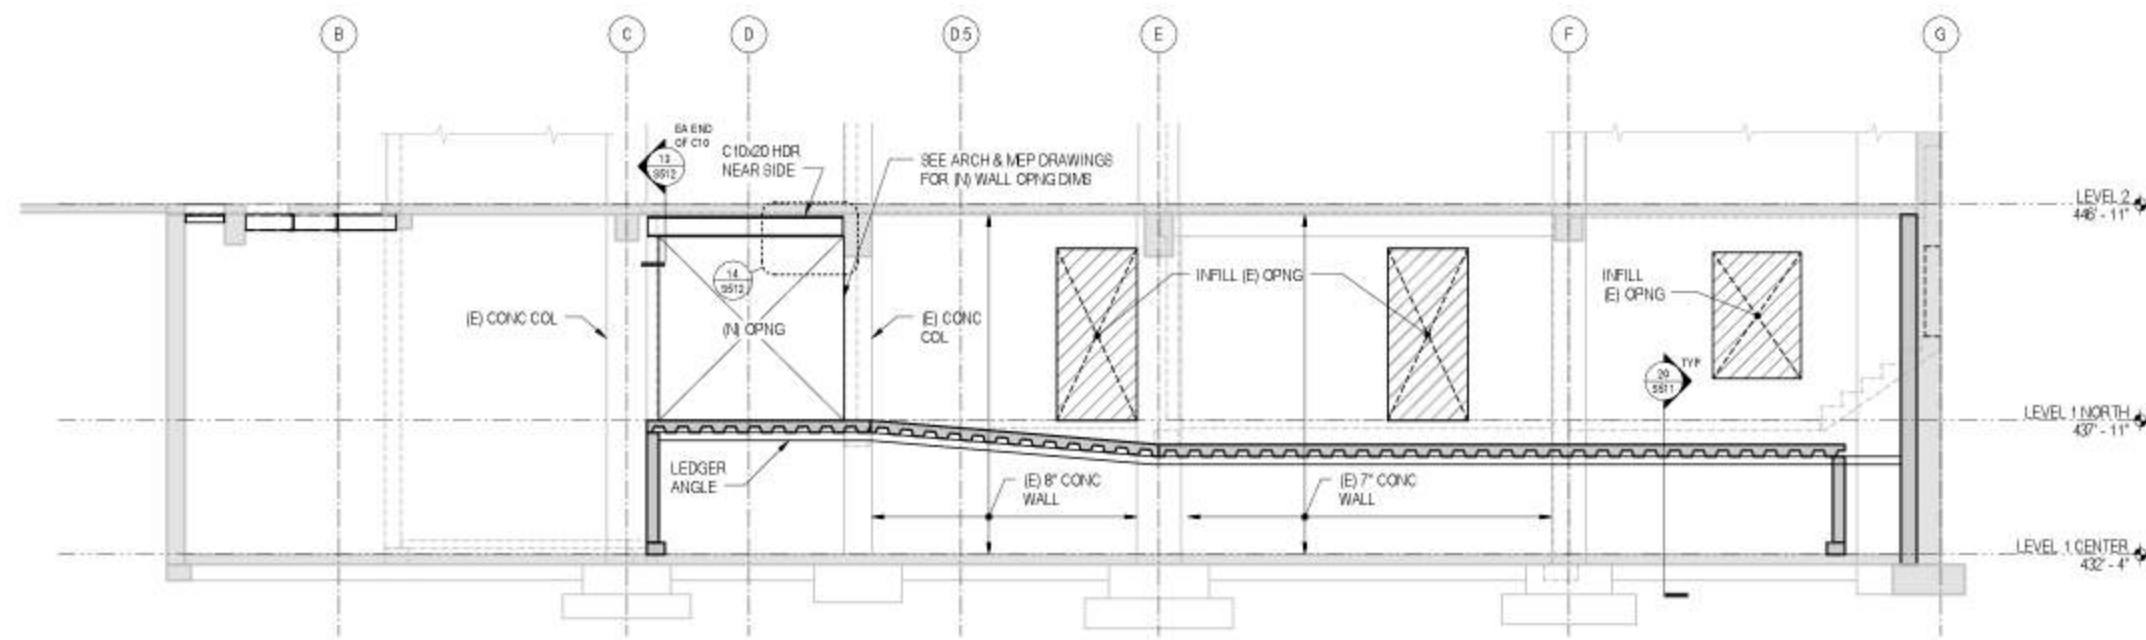 B
C
D
D.5
E
F
G
EA END
OF C10
13
S512
C10x20 HDR
NEAR SIDE
SEE ARCH & MEP DRAWINGS
FOR (N) WALL OPNG DIMS
LEVEL 2
446' - 11"
14
S512
INFILL (E) OPNG
INFILL
(E) OPNG
(E) CONC COL
(N) OPNG
(E) CONC
COL
TYP
20
S511
LEVEL 1 NORTH
437' - 11"
LEDGER
ANGLE
(E) 8" CONC
WALL
(E) 7" CONC
WALL
LEVEL 1 CENTER
432' - 4"